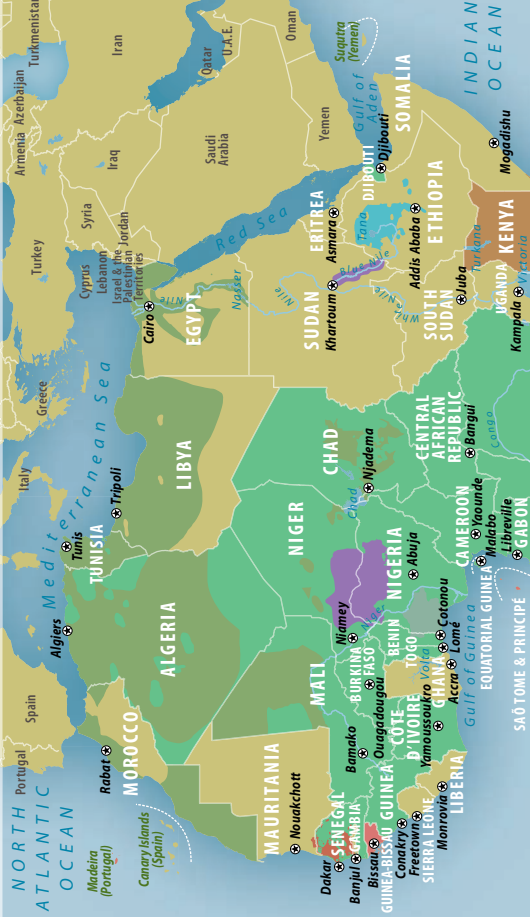 NORTH
ATLANTIC
OCEAN
Portugal
Spain
Italy
Greece
Turkey
Armenia
Azerbaijan
Turkmenistan
Cyprus
Lebanon
Israel & the
Palestinian
Territories
Jordan
Syria
Iraq
Iran
Madeira
(Portugal)
Mediterranean Sea
Algiers
Tunis
TUNISIA
Tripoli
Rabat
MOROCCO
Canary Islands
(Spain)
ALGERIA
LIBYA
Cairo
EGYPT
Nile
Nasser
Red Sea
Saudi
Arabia
Qatar
U.A.E.
Oman
Yemen
MAURITANIA
Nouakchott
MALI
NIGER
CHAD
SUDAN
Khartoum
Nile
Blue Nile
White Nile
ERITREA
Asmara
Tana
DJIBOUTI
Djibouti
Gulf of
Aden
Suqutra
(Yemen)
Dakar
SENEGAL
Banjul
GAMBIA
Bissau
GUINEA-BISSAU
GUINEA
Conakry
Freetown
SIERRA LEONE
Monrovia
LIBERIA
Bamako
BURKINA
FASO
Ouagadougou
CÔTE
D'IVOIRE
Yamoussoukro
Niamey
Niger
BENIN
TOGO
Volta
GHANA
Accra
Lomé
Cotonou
NIGERIA
Abuja
Chad
Njadema
Gulf of Guinea
CAMEROON
Yaounde
Malabo
EQUATORIAL GUINEA
Libreville
GABON
SAÕ TOME & PRINCIPÉ
CENTRAL
AFRICAN
REPUBLIC
Bangui
Congo
SOUTH
SUDAN
Juba
ETHIOPIA
Addis Ababa
SOMALIA
Mogadishu
UGANDA
Kampala
Turkana
KENYA
Victoria
INDIAN
OCEAN